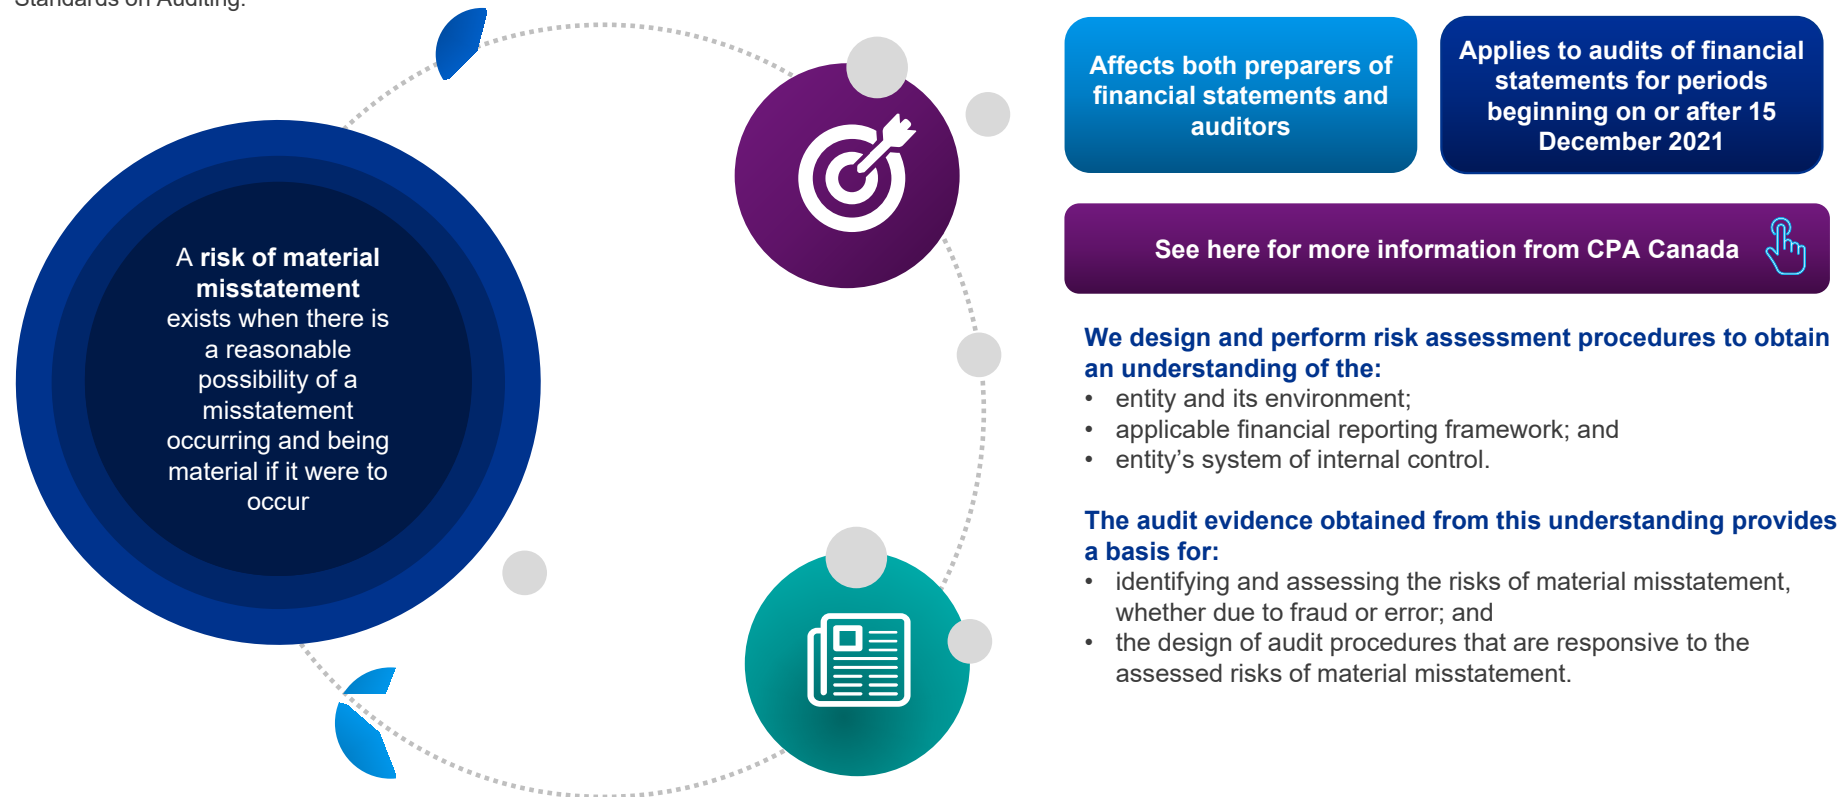 Standards on Auditing.
A risk of material
misstatement
exists when there is
a reasonable
possibility of a
misstatement
occurring and being
material if it were to
occur
Affects both preparers of
financial statements and
auditors
Applies to audits of financial
statements for periods
beginning on or after 15
December 2021
See here for more information from CPA Canada
We design and perform risk assessment procedures to obtain
an understanding of the:
• entity and its environment;
• applicable financial reporting framework; and
• entity’s system of internal control.
The audit evidence obtained from this understanding provides
a basis for:
• identifying and assessing the risks of material misstatement,
whether due to fraud or error; and
• the design of audit procedures that are responsive to the
assessed risks of material misstatement.